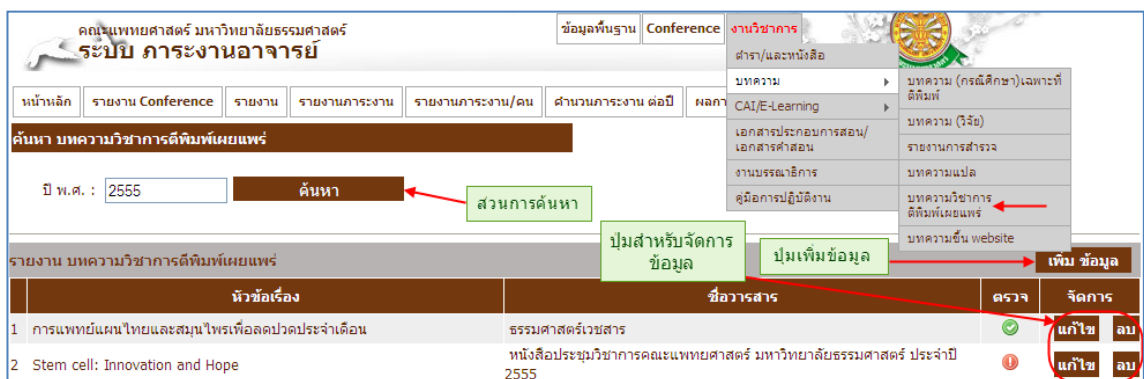 คณะแพทยศาสตร์ มหาวิทยาลัยธรรมศาสตร์
ระบบ ภาระงานอาจารย์
ข้อมูลพื้นฐาน Conference งานวิชาการ
ตำรา/และหนังสือ
บทความ
CAI/E-Learning
เอกสารประกอบการสอน/
เอกสารคำสอน
งานบรรณาธิการ
คู่มือการปฏิบัติงาน
บทความ (กรณีศึกษา)เฉพาะที่
ตีพิมพ์
บทความ (วิจัย)
รายงานการสำรวจ
บทความแปล
บทความวิชาการ
ตีพิมพ์เผยแพร่
บทความขึ้น website
หน้าหลัก รายงาน Conference รายงาน รายงานภาระงาน รายงานภาระงาน/คน คำนวนภาระงาน ต่อปี ผลกา
ค้นหา บทความวิชาการตีพิมพ์เผยแพร่
ปี พ.ศ. : 2555 ค้นหา
ส่วนการค้นหา
ปุ่มสำหรับจัดการ
ข้อมูล
ปุ่มเพิ่มข้อมูล
รายงาน บทความวิชาการตีพิมพ์เผยแพร่ เพิ่ม ข้อมูล
หัวข้อเรื่อง ชื่อวารสาร ตรวจ จัดการ
1 การแพทย์แผนไทยและสมุนไพรเพื่อลดปวดประจำเดือน ธรรมศาสตร์เวชสาร แก้ไข ลบ
2 Stem cell: Innovation and Hope หนังสือประชุมวิชาการคณะแพทยศาสตร์ มหาวิทยาลัยธรรมศาสตร์ ประจำปี
2555 แก้ไข ลบ